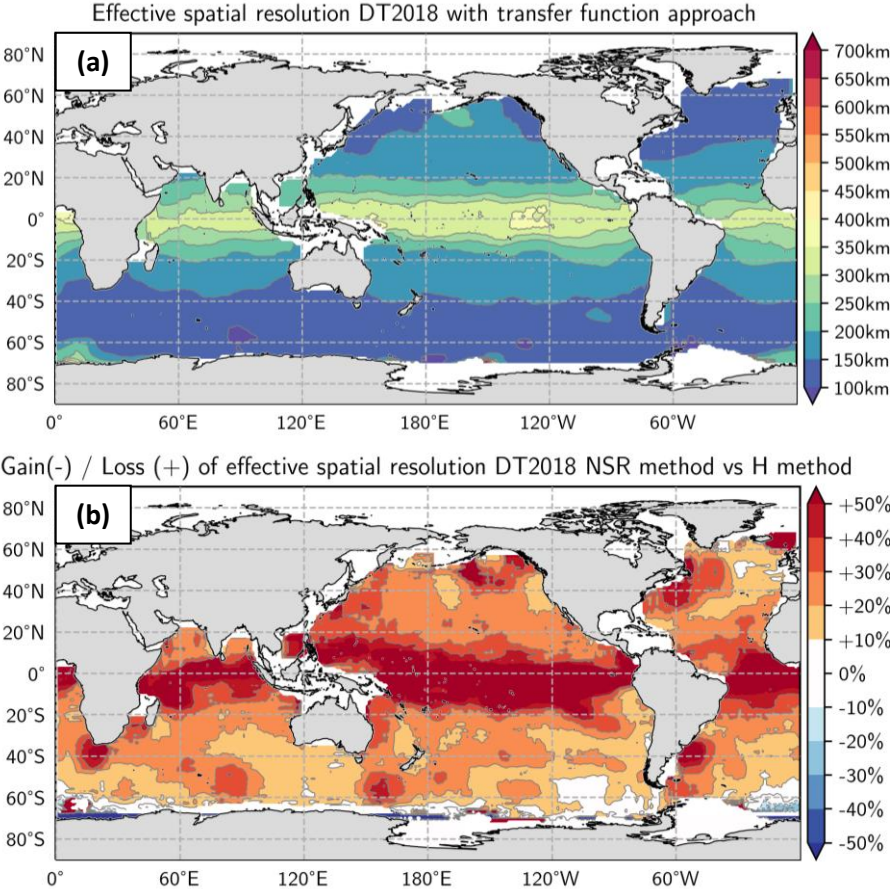 Effective spatial resolution DT2018 with transfer function approach
(a)
80°N
60°N
40°N
20°N
0°
20°S
40°S
60°S
80°S
0°
60°E
120°E
180°E
120°W
60°W
700km
650km
600km
550km
500km
450km
400km
350km
300km
250km
200km
150km
100km
Gain(-) / Loss (+) of effective spatial resolution DT2018 NSR method vs H method
(b)
80°N
60°N
40°N
20°N
0°
20°S
40°S
60°S
80°S
0°
60°E
120°E
180°E
120°W
60°W
+50%
+40%
+30%
+20%
+10%
0%
-10%
-20%
-30%
-40%
-50%